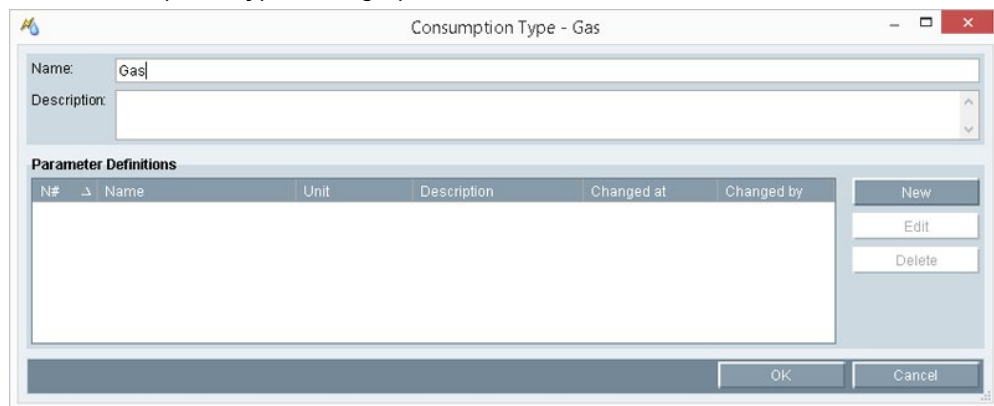 Consumption Type - Gas
Name: Gas
Description:
Parameter Definitions
N# Name Unit Description Changed at Changed by
New
Edit
Delete
OK Cancel